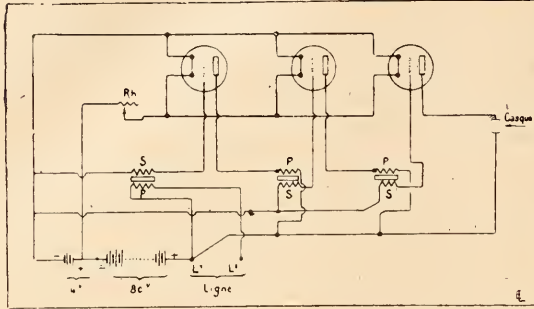 Rh
Casque
S
P
P
S
P
S
- + - +
L' L'
4ᵛ 80ᵛ Ligne